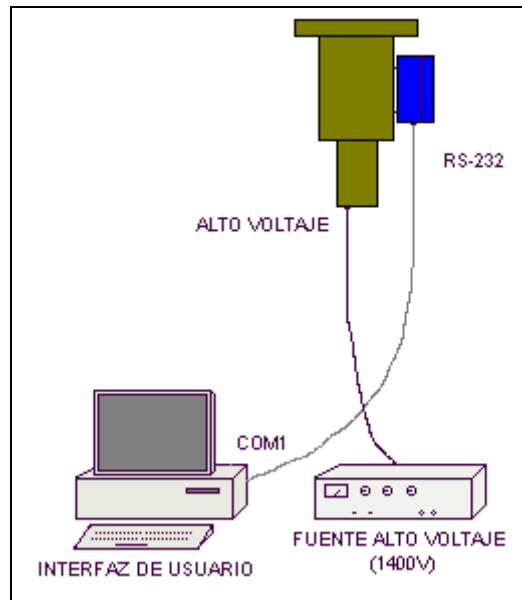 RS-232
ALTO VOLTAJE
COM1
FUENTE ALTO VOLTAJE
(1400V)
INTERFAZ DE USUARIO